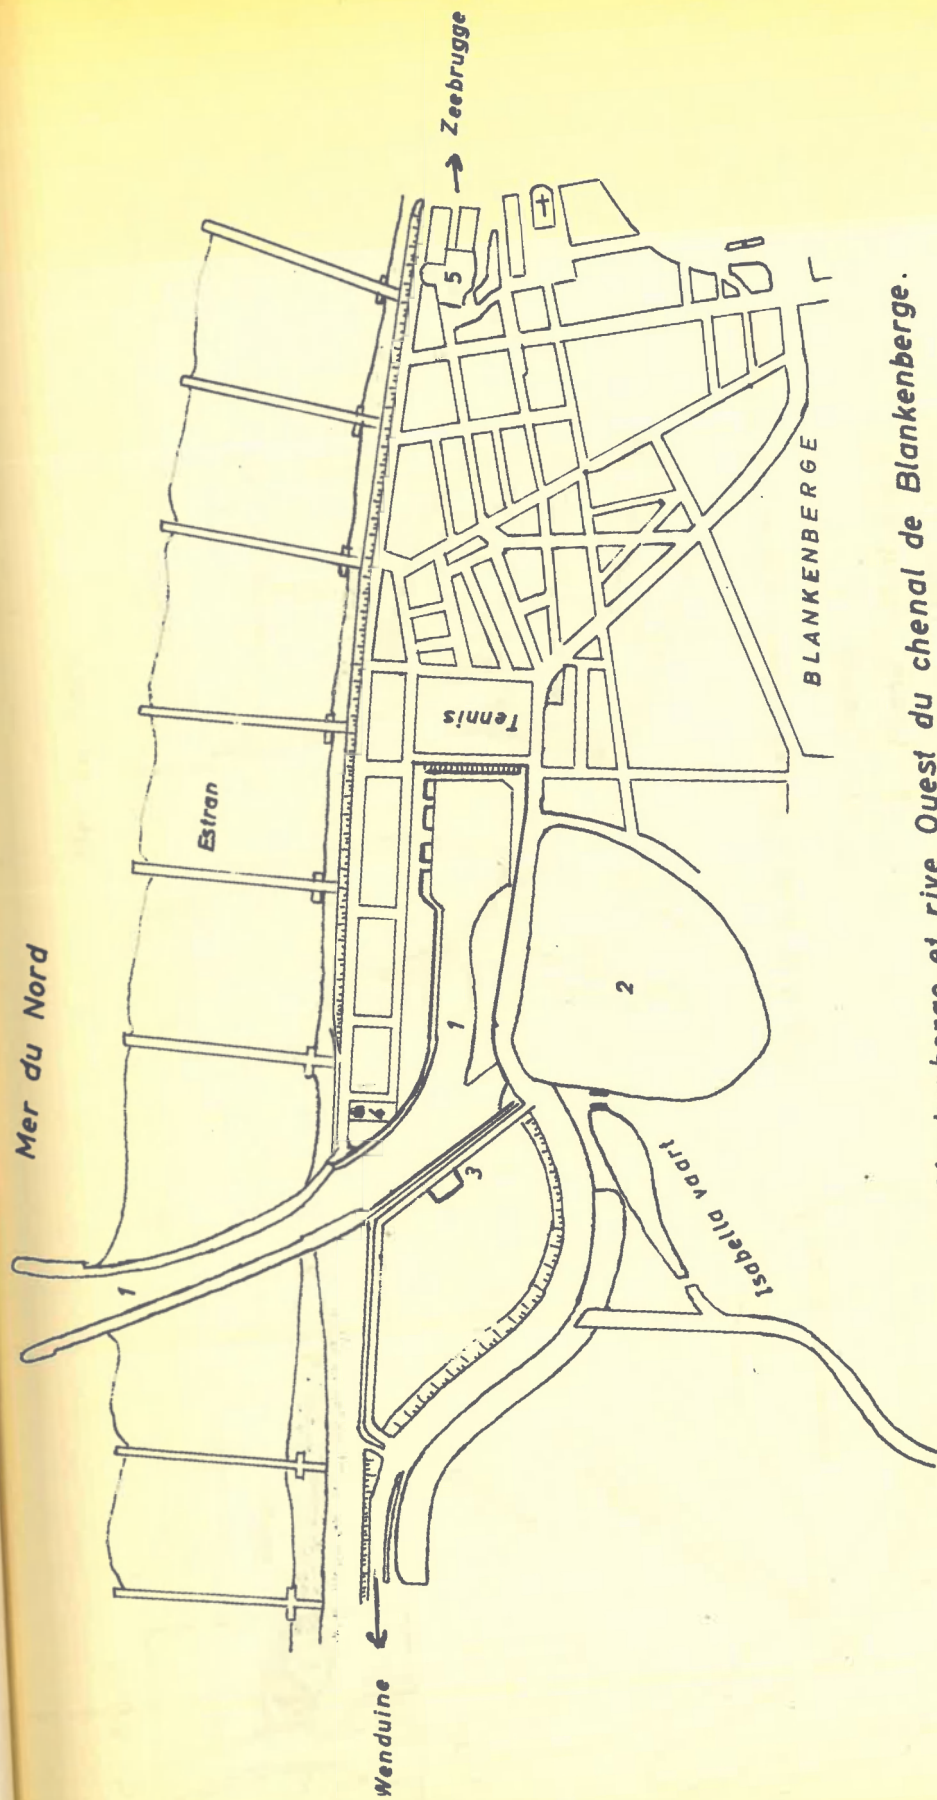 Mer du Nord
Estran
Zeebrugge
Wenduine
1
1
2
3
4
5
Tennis
Isabella vaart
BLANKENBERGE
et rive Ouest du chenal de Blankenberge.